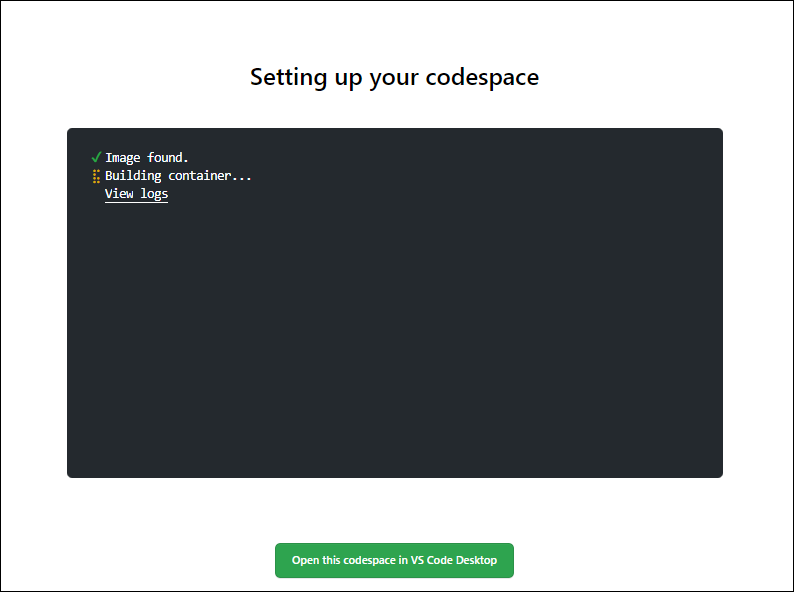 Setting up your codespace
✓ Image found.
⣻ Building container...
View logs
Open this codespace in VS Code Desktop